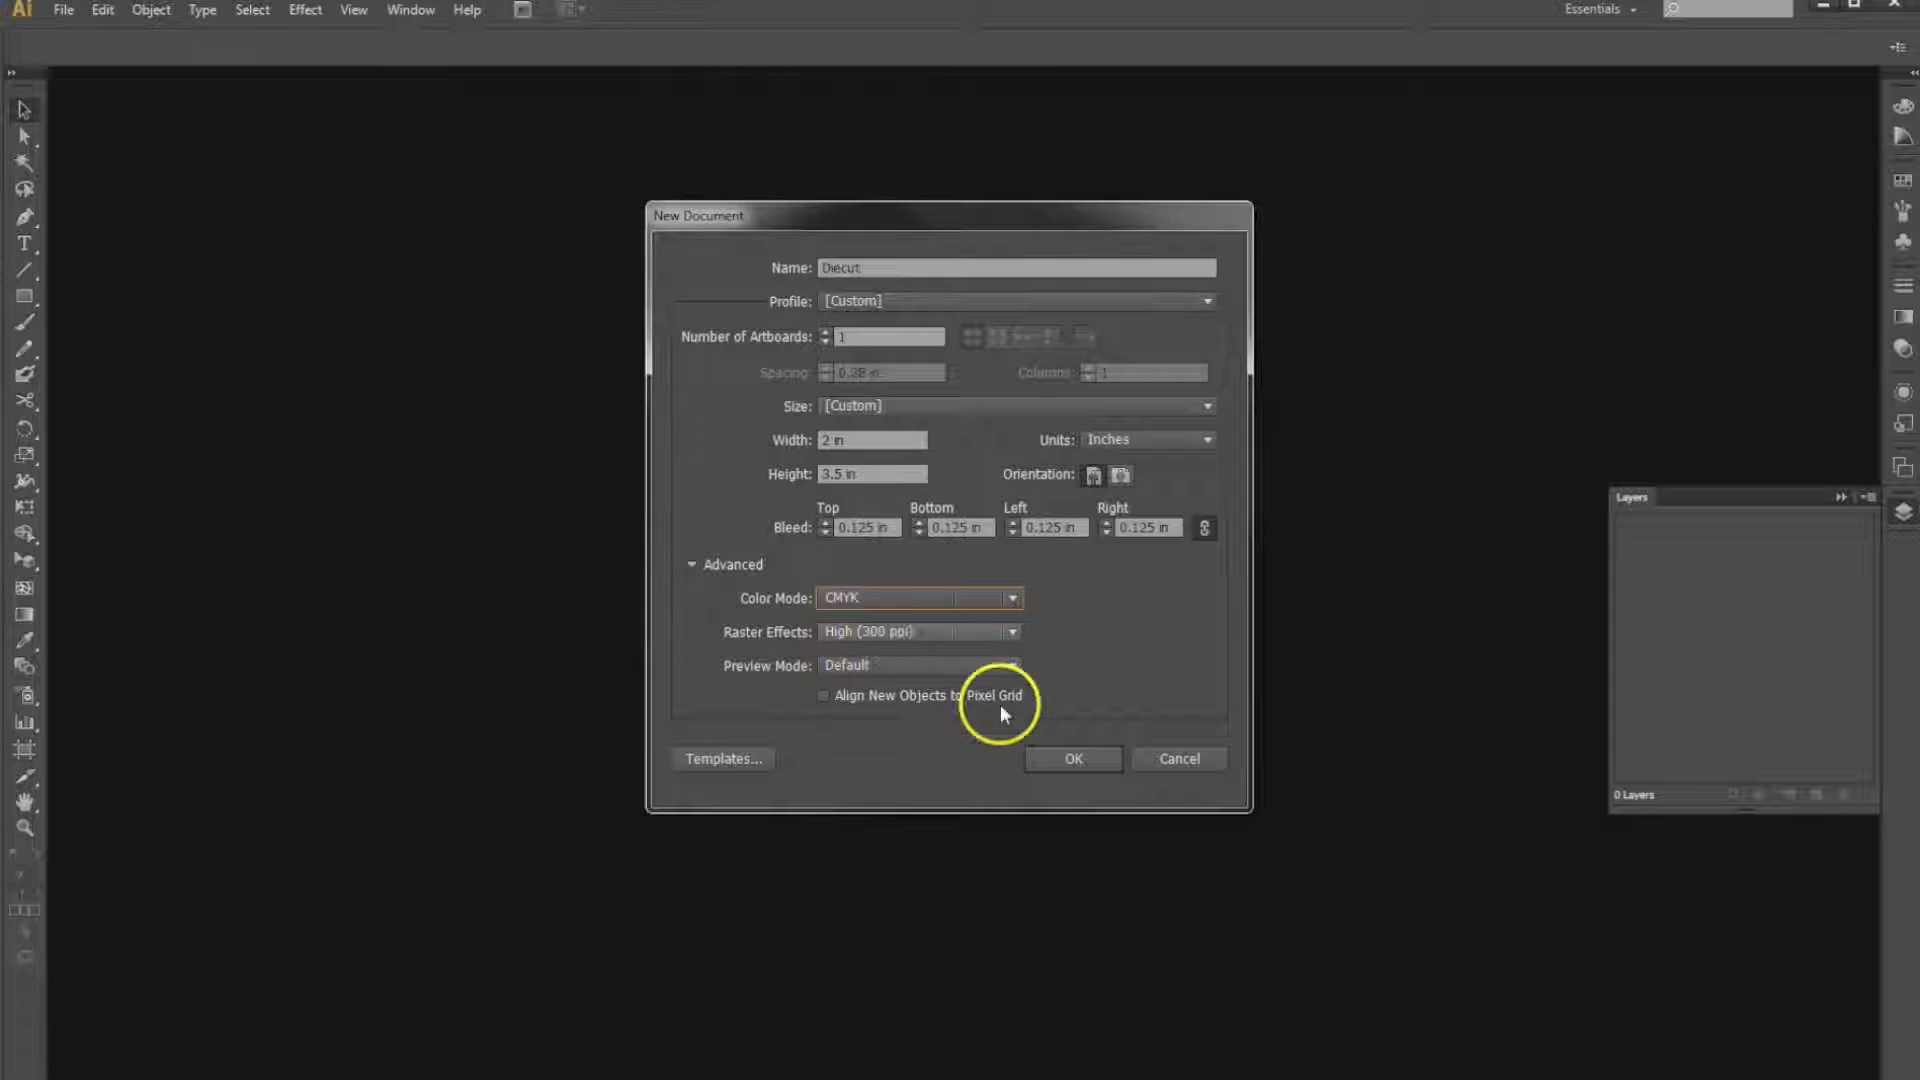 Ai File Edit Object Type Select Effect View Window Help Essentials
New Document
Name: Diecut
Profile: [Custom]
Number of Artboards: 1
Spacing: 0.28 in Columns: 1
Size: [Custom]
Width: 2 in Units: Inches
Height: 3.5 in Orientation:
Top Bottom Left Right
Bleed: 0.125 in 0.125 in 0.125 in 0.125 in
Advanced
Color Mode: CMYK
Raster Effects: High (300 ppi)
Preview Mode: Default
Align New Objects to Pixel Grid
Templates... OK Cancel
Layers
0 Layers